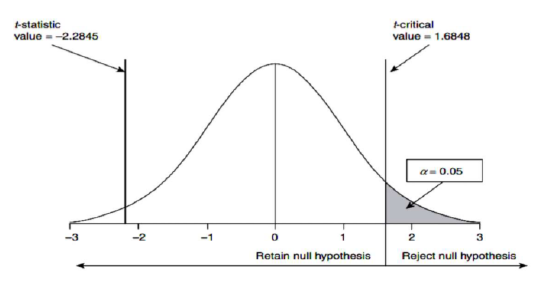 t-statistic
value = –2.2845
t-critical
value = 1.6848
α = 0.05
–3 –2 –1 0 1 2 3
Retain null hypothesis Reject null hypothesis